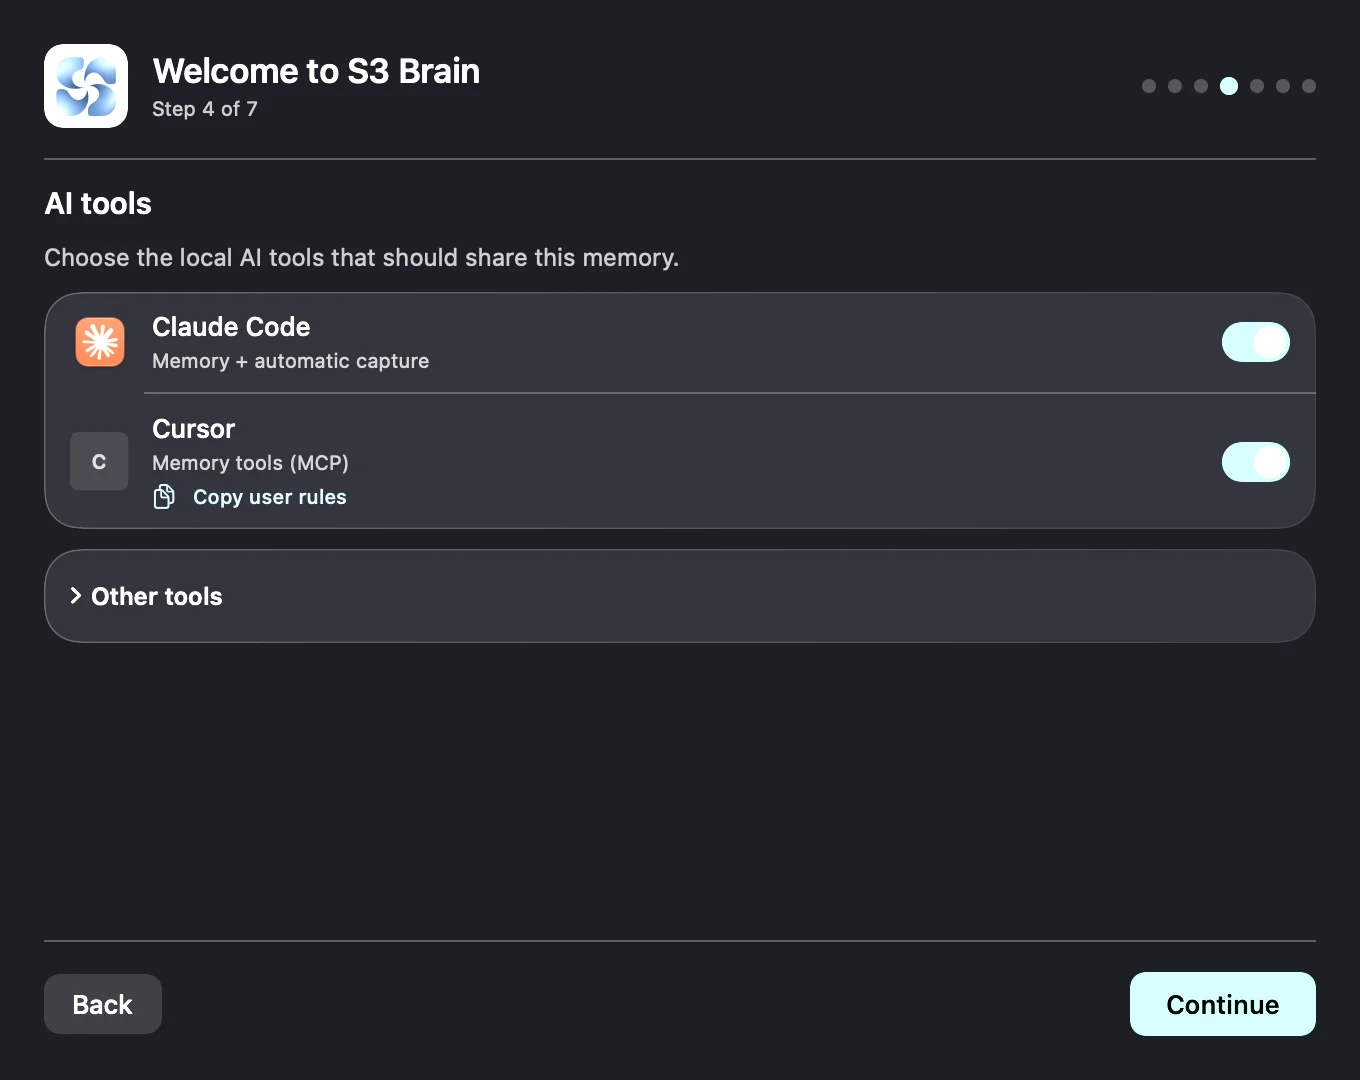 Welcome to S3 Brain
Step 4 of 7
AI tools
Choose the local AI tools that should share this memory.
Claude Code
Memory + automatic capture
C
Cursor
Memory tools (MCP)
Copy user rules
Other tools
Back
Continue